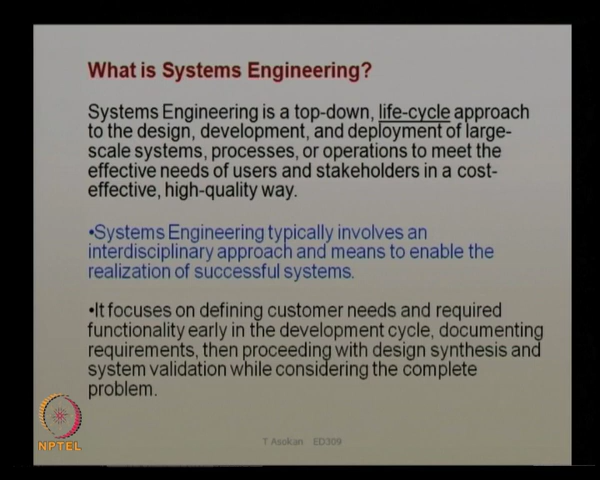 What is Systems Engineering?
Systems Engineering is a top-down, life-cycle approach
to the design, development, and deployment of large-
scale systems, processes, or operations to meet the
effective needs of users and stakeholders in a cost-
effective, high-quality way.
•Systems Engineering typically involves an
interdisciplinary approach and means to enable the
realization of successful systems.
•It focuses on defining customer needs and required
functionality early in the development cycle, documenting
requirements, then proceeding with design synthesis and
system validation while considering the complete
problem.
NPTEL
T Asokan ED309